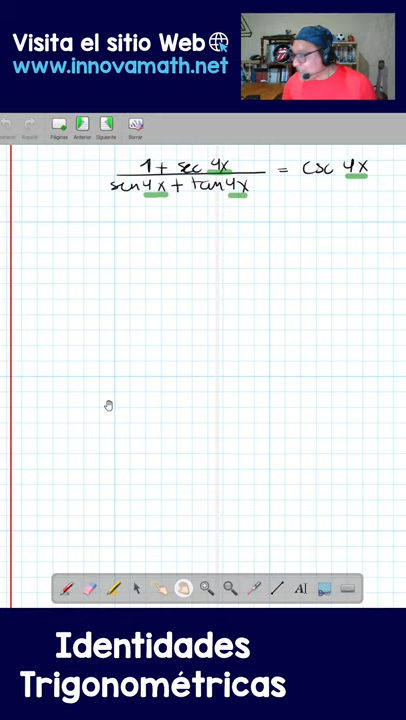 Visita el sitio Web
www.innovamath.net
Páginas Anterior Siguiente Borrar
1 + sec 4x
sen 4x + tan 4x = csc 4x
Identidades
Trigonométricas